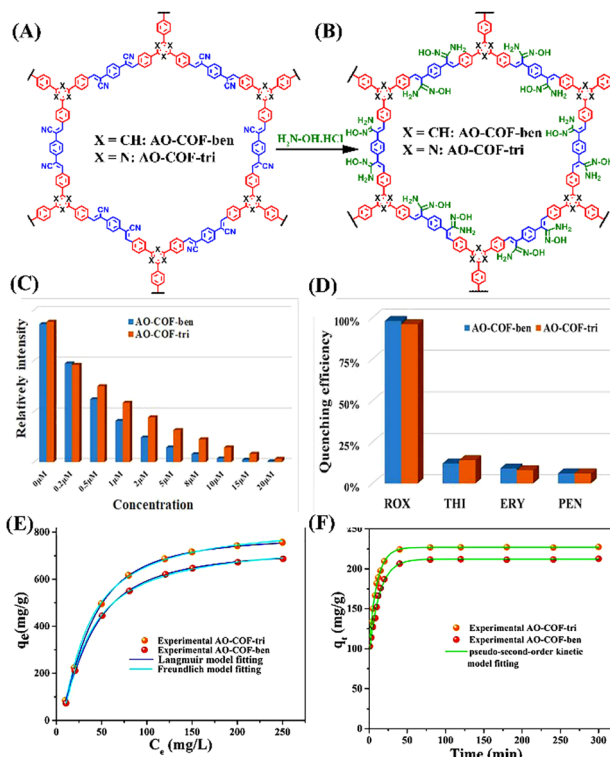 (A)
(B)
X = CH: AO-COF-ben
X = N: AO-COF-tri
H₂N-OH.HCl
X = CH: AO-COF-ben
X = N: AO-COF-tri
(C)
AO-COF-ben
AO-COF-tri
Relatively intensity
0μM
0.2μM
0.5μM
1μM
2μM
5μM
8μM
10μM
15μM
20μM
Concentration
(D)
AO-COF-ben
AO-COF-tri
Quenching efficiency
100%
75%
50%
25%
0%
ROX
THI
ERY
PEN
(E)
qe(mg/g)
800
600
400
200
0
Experimental AO-COF-tri
Experimental AO-COF-ben
Langmuir model fitting
Freundlich model fitting
0
50
100
150
200
250
Cₑ (mg/L)
(F)
qₜ(mg/g)
250
200
150
100
50
0
Experimental AO-COF-tri
Experimental AO-COF-ben
pseudo-second-order kinetic
model fitting
0
50
100
150
200
250
300
Time (min)